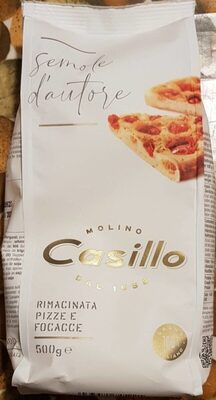 semole
d'autore
MOLINO
Casillo
DAL 1958
RIMACINATA
PIZZE E
FOCACCE
500g e